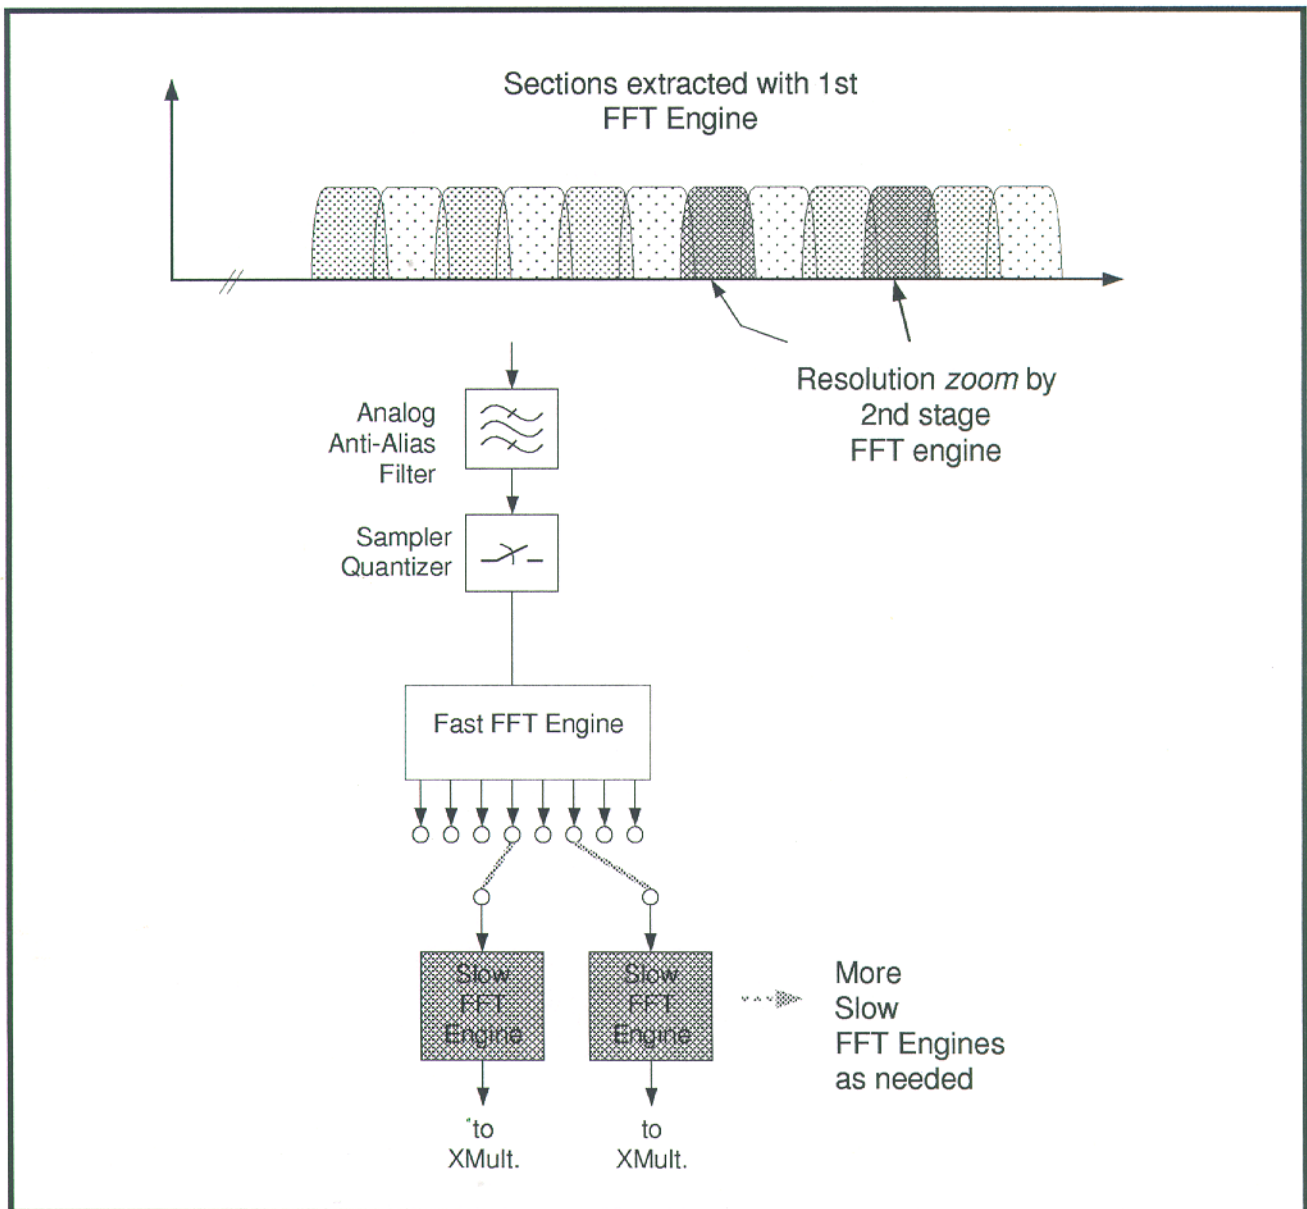 Sections extracted with 1st
FFT Engine
Resolution zoom by
2nd stage
FFT engine
Analog
Anti-Alias
Filter
Sampler
Quantizer
Fast FFT Engine
Slow
FFT
Engine
Slow
FFT
Engine
More
Slow
FFT Engines
as needed
to
XMult.
to
XMult.